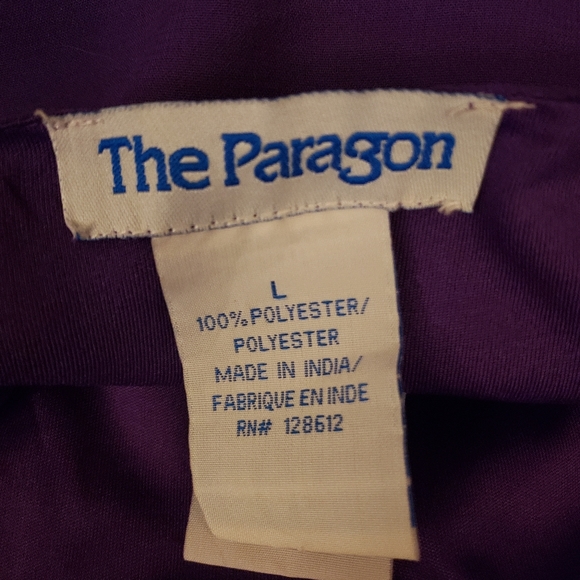 The Paragon
L
100% POLYESTER/
POLYESTER
MADE IN INDIA/
FABRIQUE EN INDE
RN# 128612